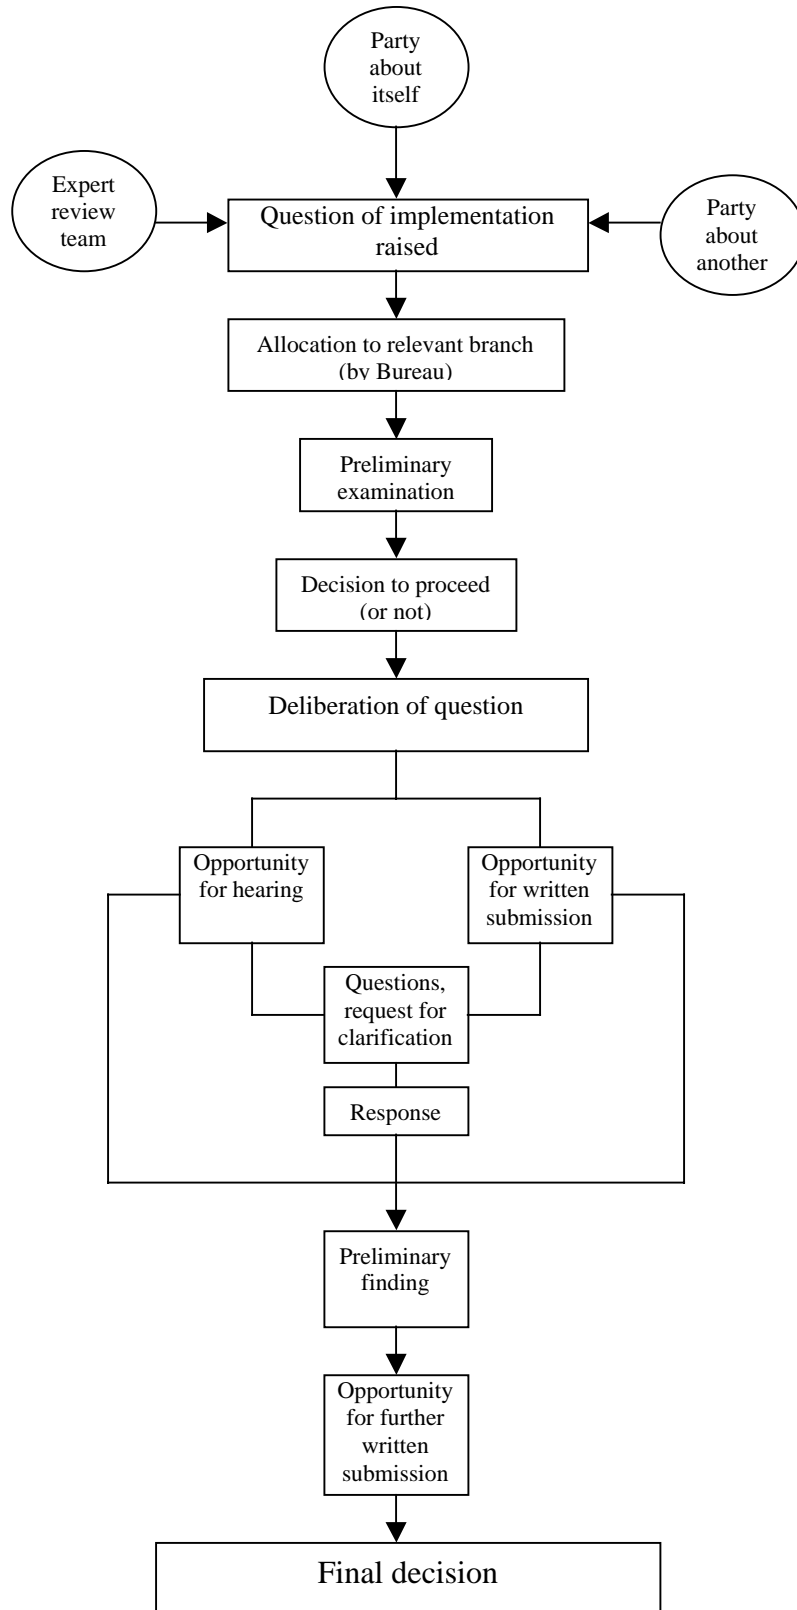 Party
about
itself
Expert
review
team
Question of implementation
raised
Party
about
another
Allocation to relevant branch
(by Bureau)
Preliminary
examination
Decision to proceed
(or not)
Deliberation of question
Opportunity
for hearing
Opportunity
for written
submission
Questions,
request for
clarification
Response
Preliminary
finding
Opportunity
for further
written
submission
Final decision